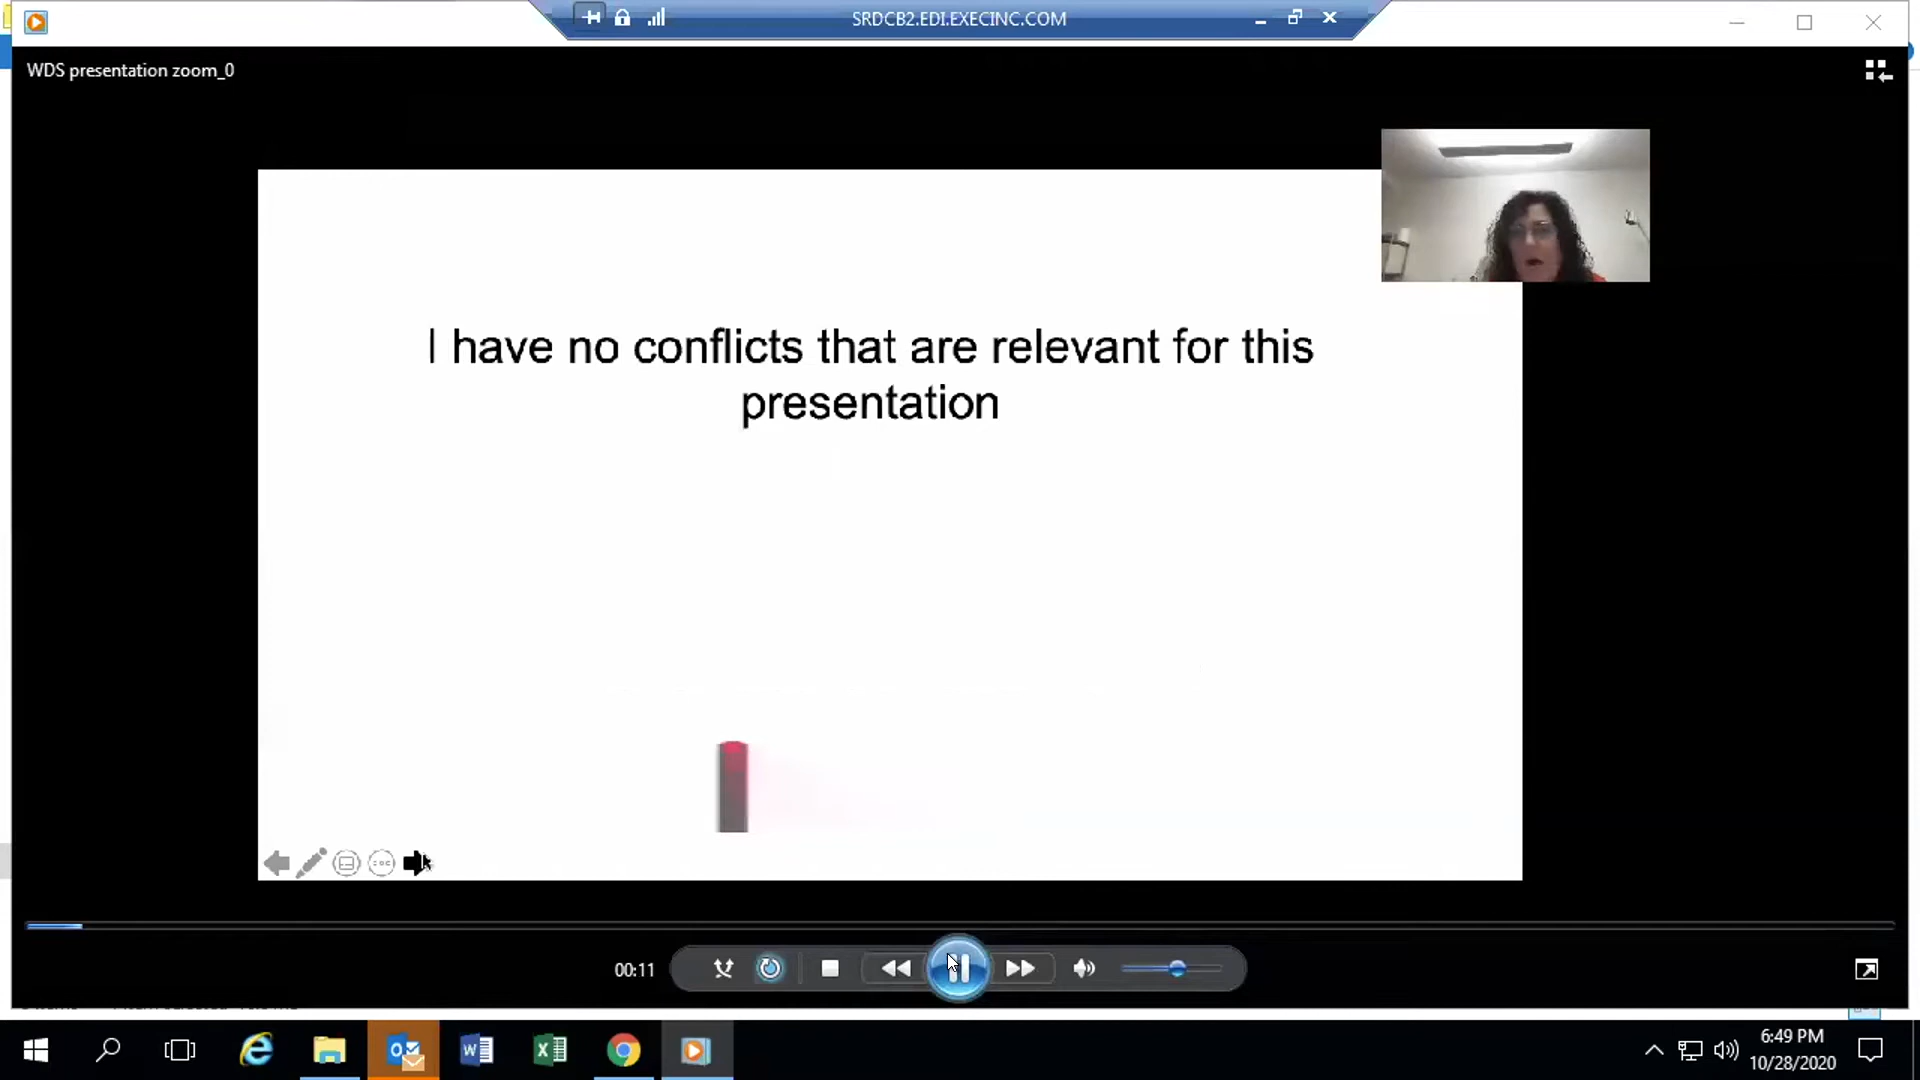 SRDCB2.EDI.EXECINC.COM
WDS presentation zoom_0
I have no conflicts that are relevant for this
presentation
00:11
6:49 PM
10/28/2020